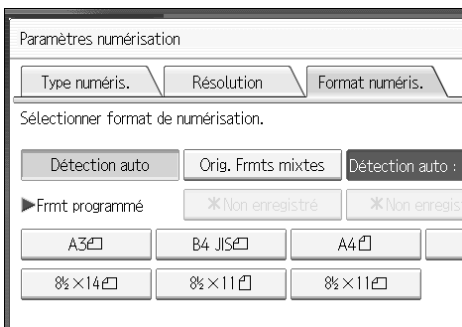 Paramètres numérisation
Type numéris. Résolution Format numéris.
Sélectionner format de numérisation.
Détection auto Orig. Frmts mixtes Détection auto :
▶Frmt programmé ✱Non enregistré ✱Non enregis
A3 B4 JIS A4
8½×14 8½×11 8½×11